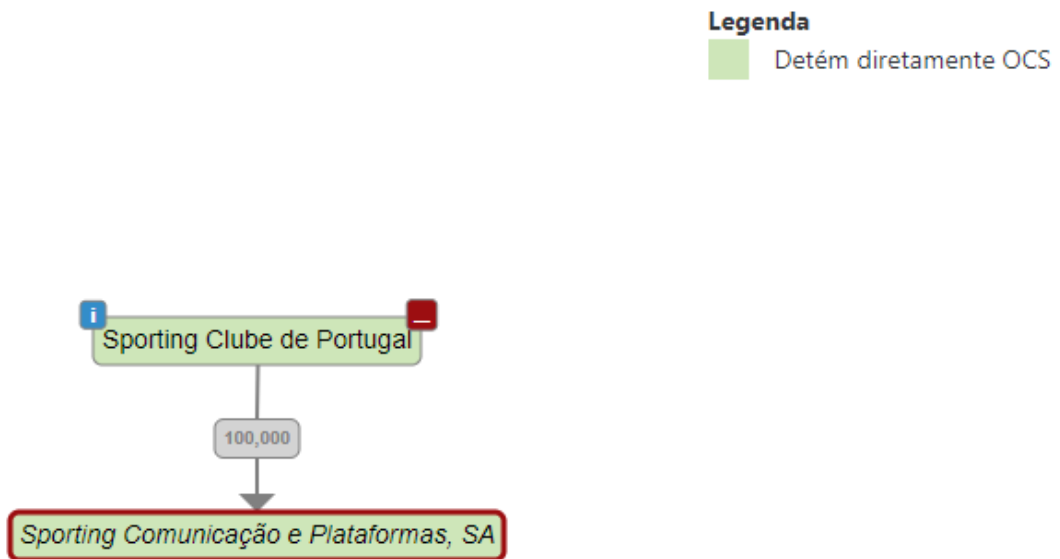 Legenda
Detém diretamente OCS
i
_
Sporting Clube de Portugal
100,000
Sporting Comunicação e Plataformas, SA